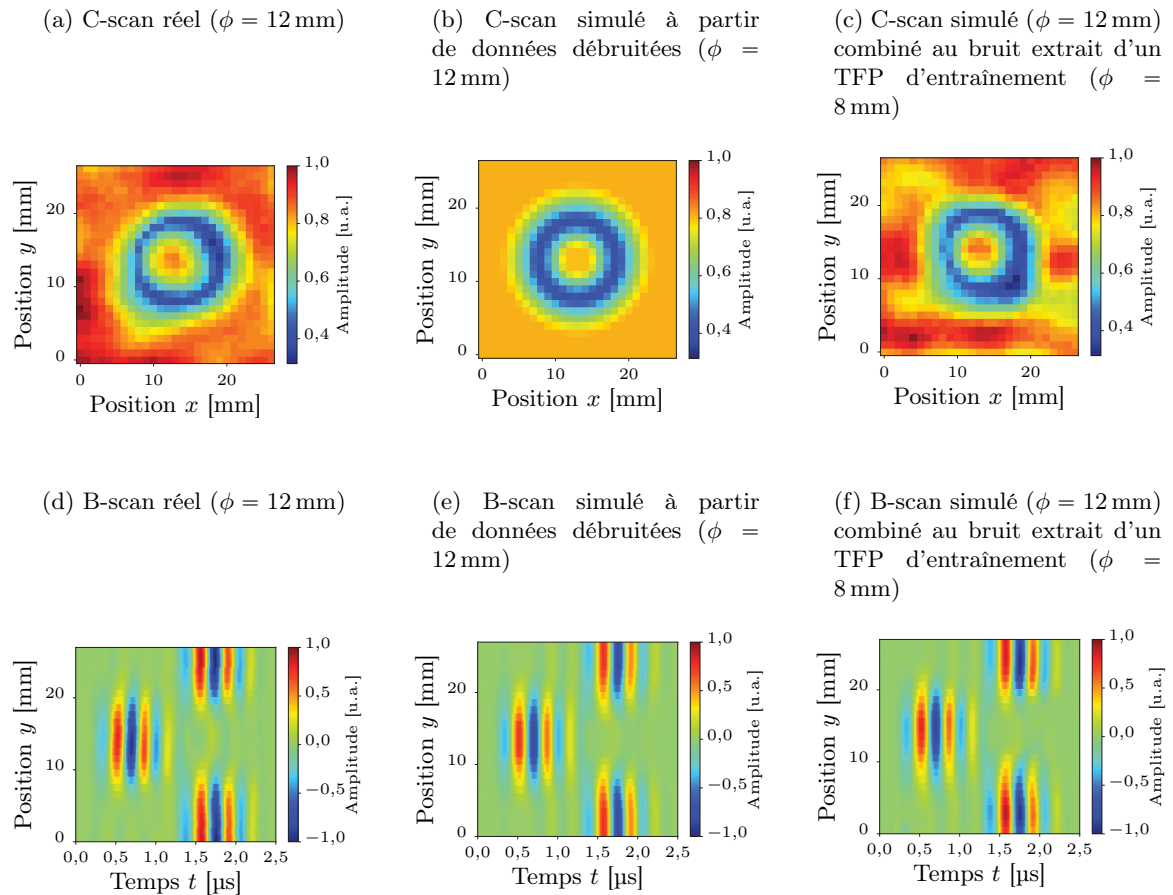 (a) C-scan réel (ϕ = 12 mm)
(b) C-scan simulé à partir
de données débruitées (ϕ =
12 mm)
(c) C-scan simulé (ϕ = 12 mm)
combiné au bruit extrait d'un
TFP d'entraînement (ϕ =
8 mm)
Position y [mm]
20
10
0
0 10 20
Position x [mm]
1,0
0,8
0,6
0,4
Amplitude [u.a.]
Position y [mm]
20
10
0
0 10 20
Position x [mm]
1,0
0,8
0,6
0,4
Amplitude [u.a.]
Position y [mm]
20
10
0
0 10 20
Position x [mm]
1,0
0,8
0,6
0,4
Amplitude [u.a.]
(d) B-scan réel (ϕ = 12 mm)
(e) B-scan simulé à partir
de données débruitées (ϕ =
12 mm)
(f) B-scan simulé (ϕ = 12 mm)
combiné au bruit extrait d'un
TFP d'entraînement (ϕ =
8 mm)
Position y [mm]
20
10
0
0,0 0,5 1,0 1,5 2,0 2,5
Temps t [µs]
1,0
0,5
0,0
−0,5
−1,0
Amplitude [u.a.]
Position y [mm]
20
10
0
0,0 0,5 1,0 1,5 2,0 2,5
Temps t [µs]
1,0
0,5
0,0
−0,5
−1,0
Amplitude [u.a.]
Position y [mm]
20
10
0
0,0 0,5 1,0 1,5 2,0 2,5
Temps t [µs]
1,0
0,5
0,0
−0,5
−1,0
Amplitude [u.a.]